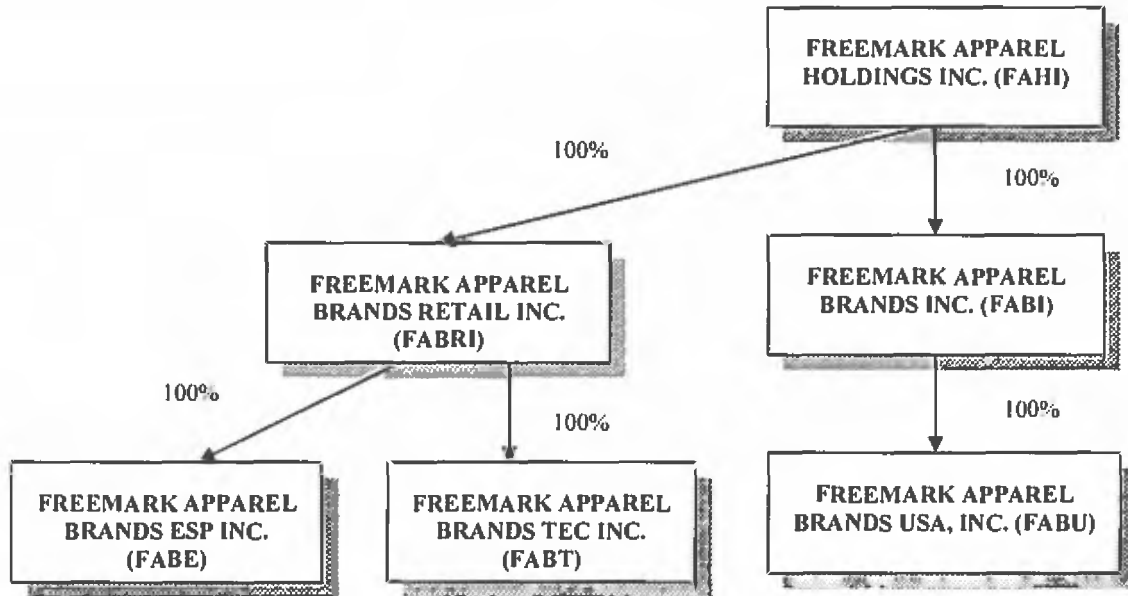 FREEMARK APPAREL
HOLDINGS INC. (FAHI)
100%
100%
FREEMARK APPAREL
BRANDS RETAIL INC.
(FABRI)
FREEMARK APPAREL
BRANDS INC. (FABI)
100%
100%
100%
FREEMARK APPAREL
BRANDS ESP INC.
(FABE)
FREEMARK APPAREL
BRANDS TEC INC.
(FABT)
FREEMARK APPAREL
BRANDS USA, INC. (FABU)